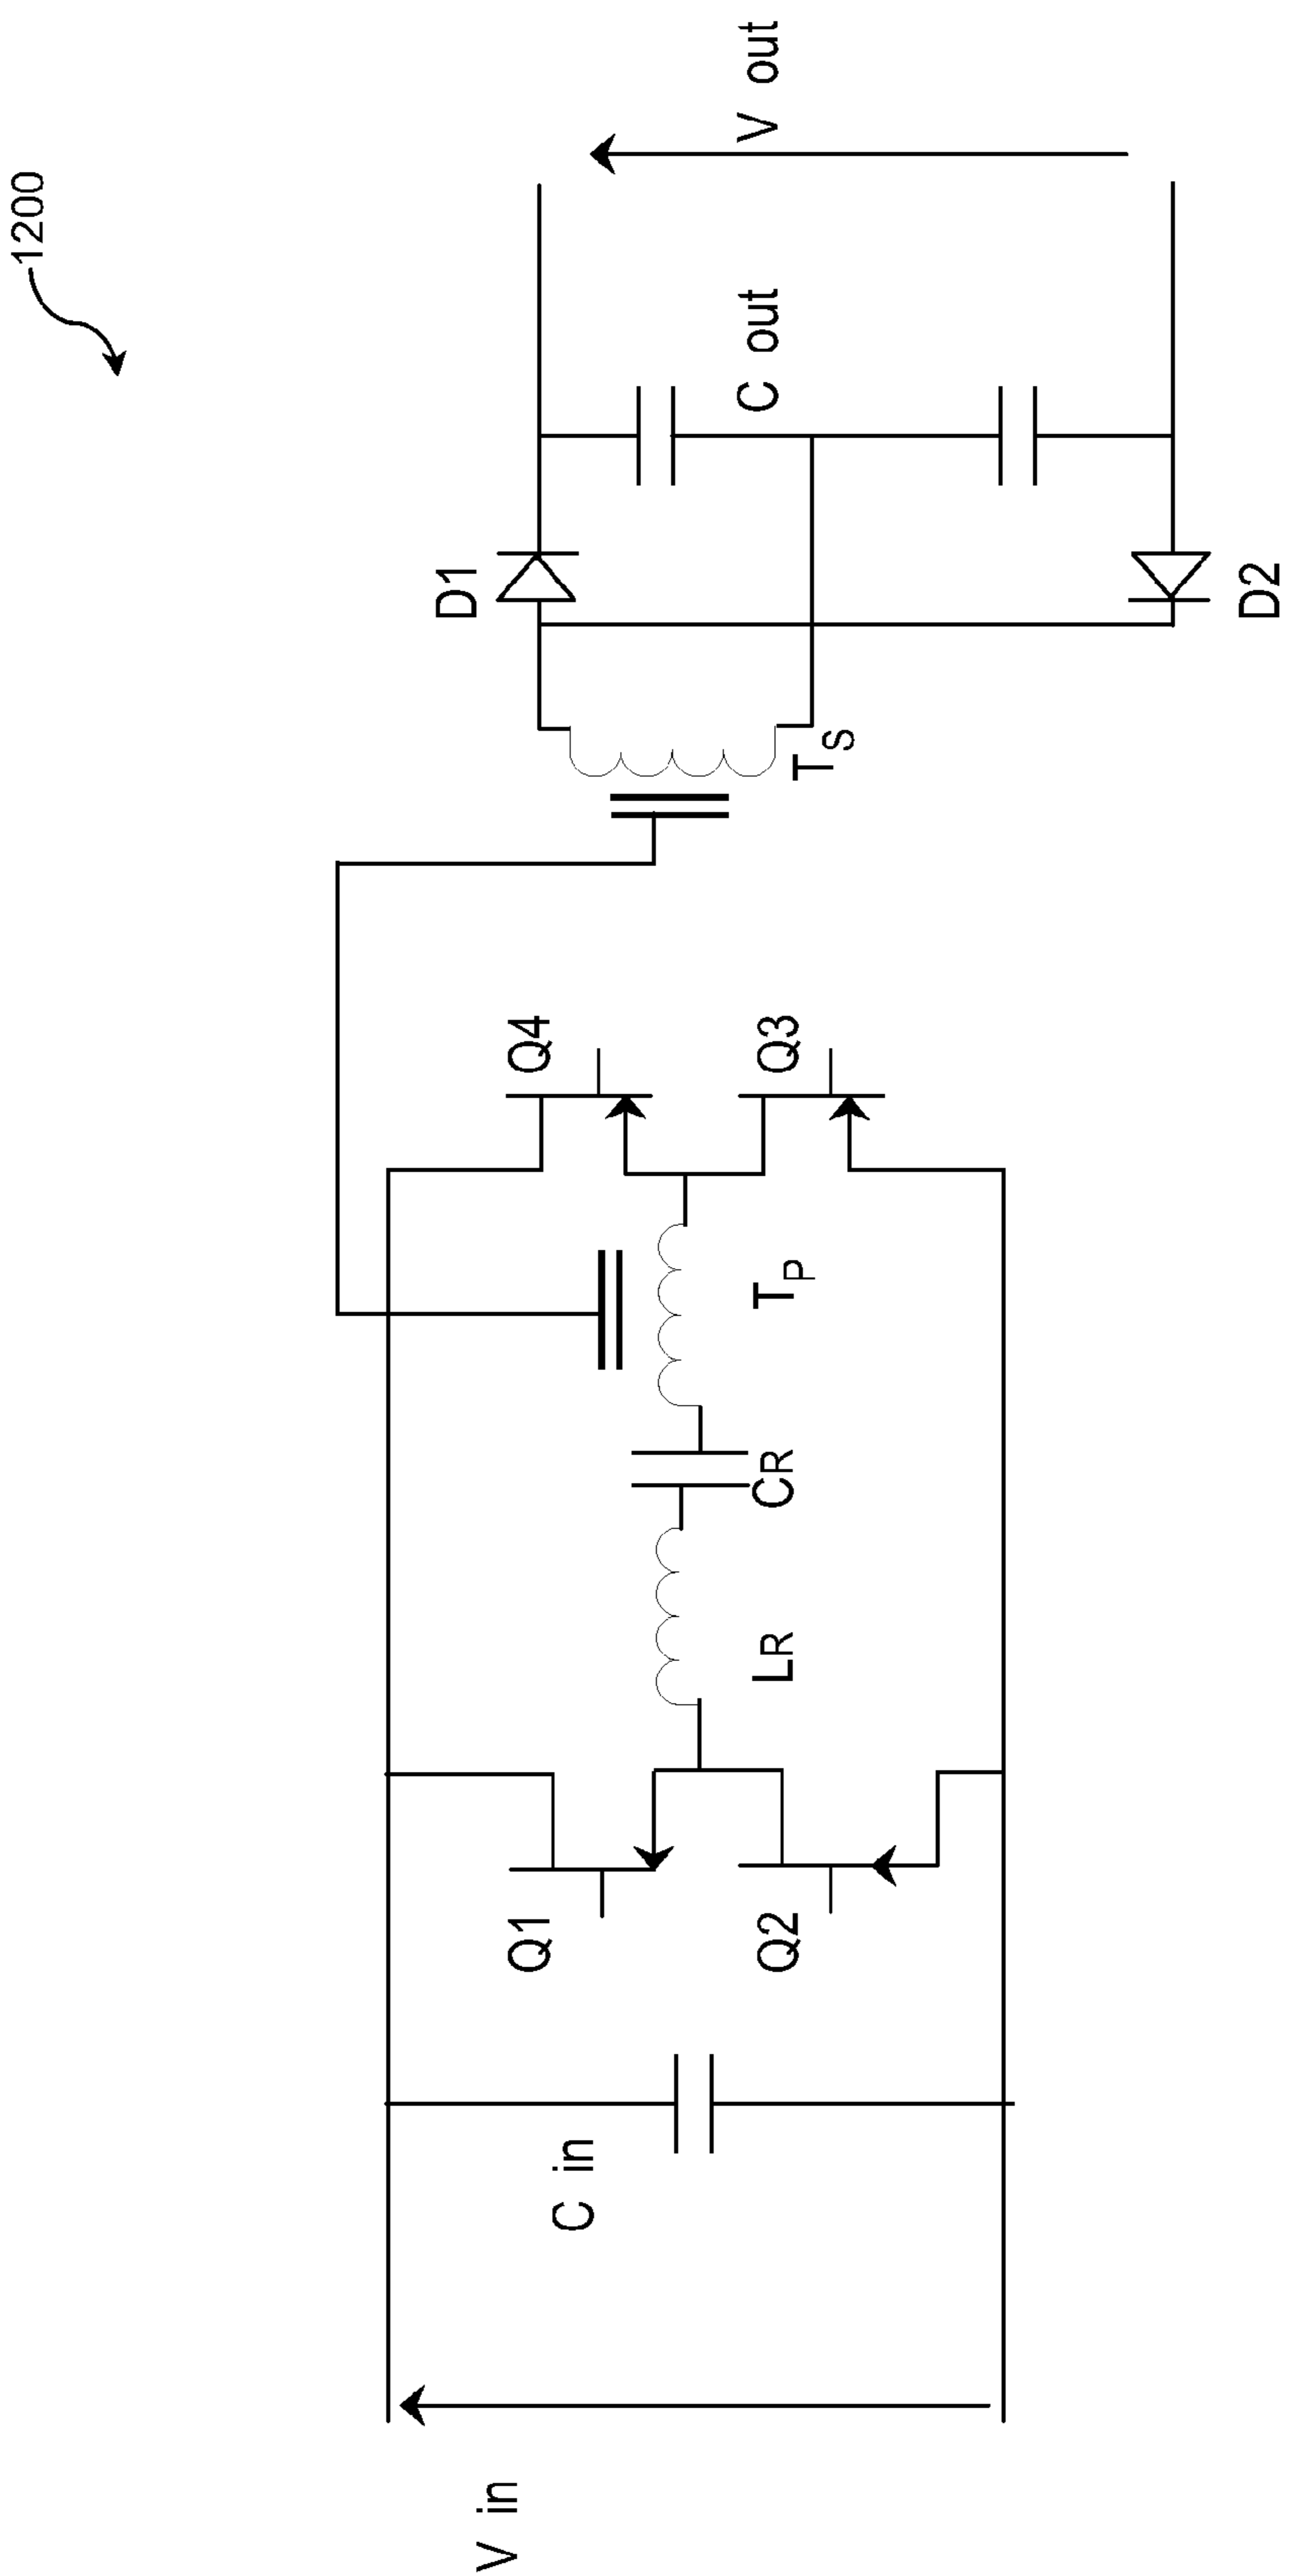 1200
V in
C in
Q1
Q2
LR
CR
TP
Q4
Q3
TS
D1
D2
C out
V out